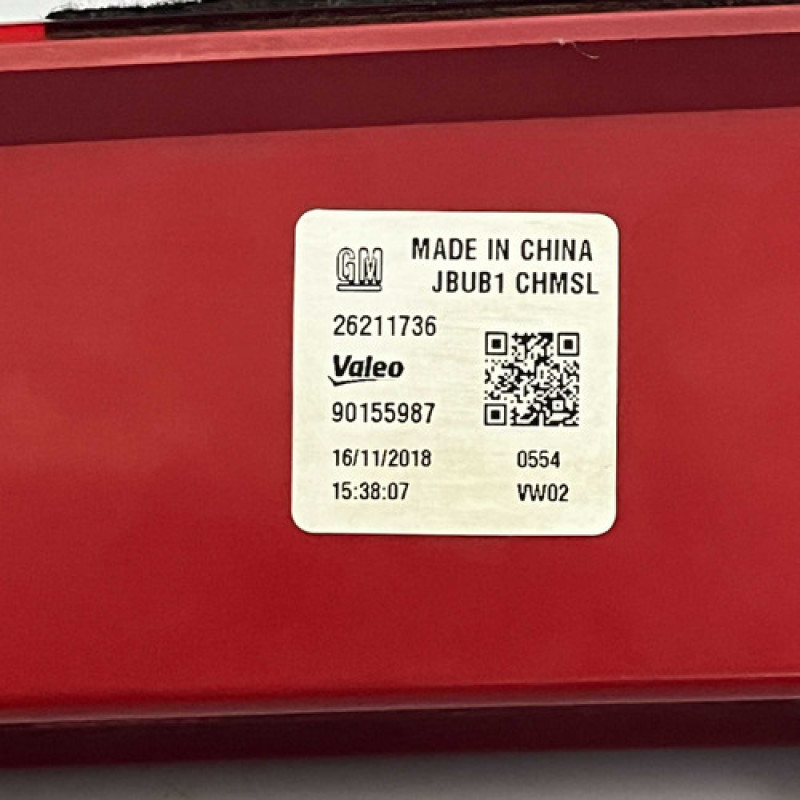 GM
MADE IN CHINA
JBUB1 CHMSL
26211736
Valeo
90155987
16/11/2018 0554
15:38:07 VW02